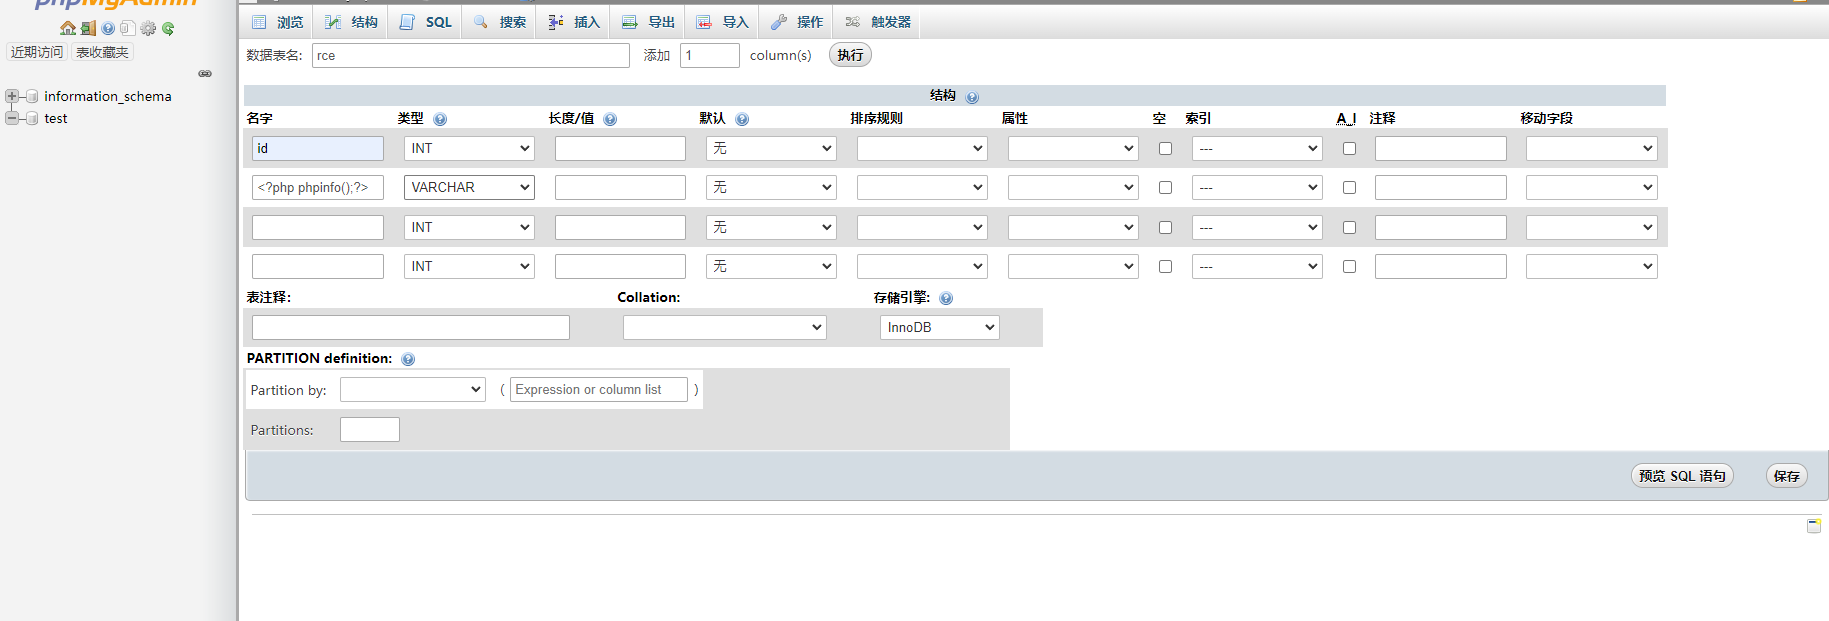 phpMyAdmin
近期访问 表收藏夹
information_schema
test
浏览 结构 SQL 搜索 插入 导出 导入 操作 触发器
数据表名: rce 添加 1 column(s) 执行
结构
名字 类型 长度/值 默认 排序规则 属性 空 索引 A_I 注释 移动字段
id INT 无 ---
<?php phpinfo();?> VARCHAR 无 ---
INT 无 ---
INT 无 ---
表注释: Collation: 存储引擎:
InnoDB
PARTITION definition:
Partition by: ( Expression or column list )
Partitions:
预览 SQL 语句 保存